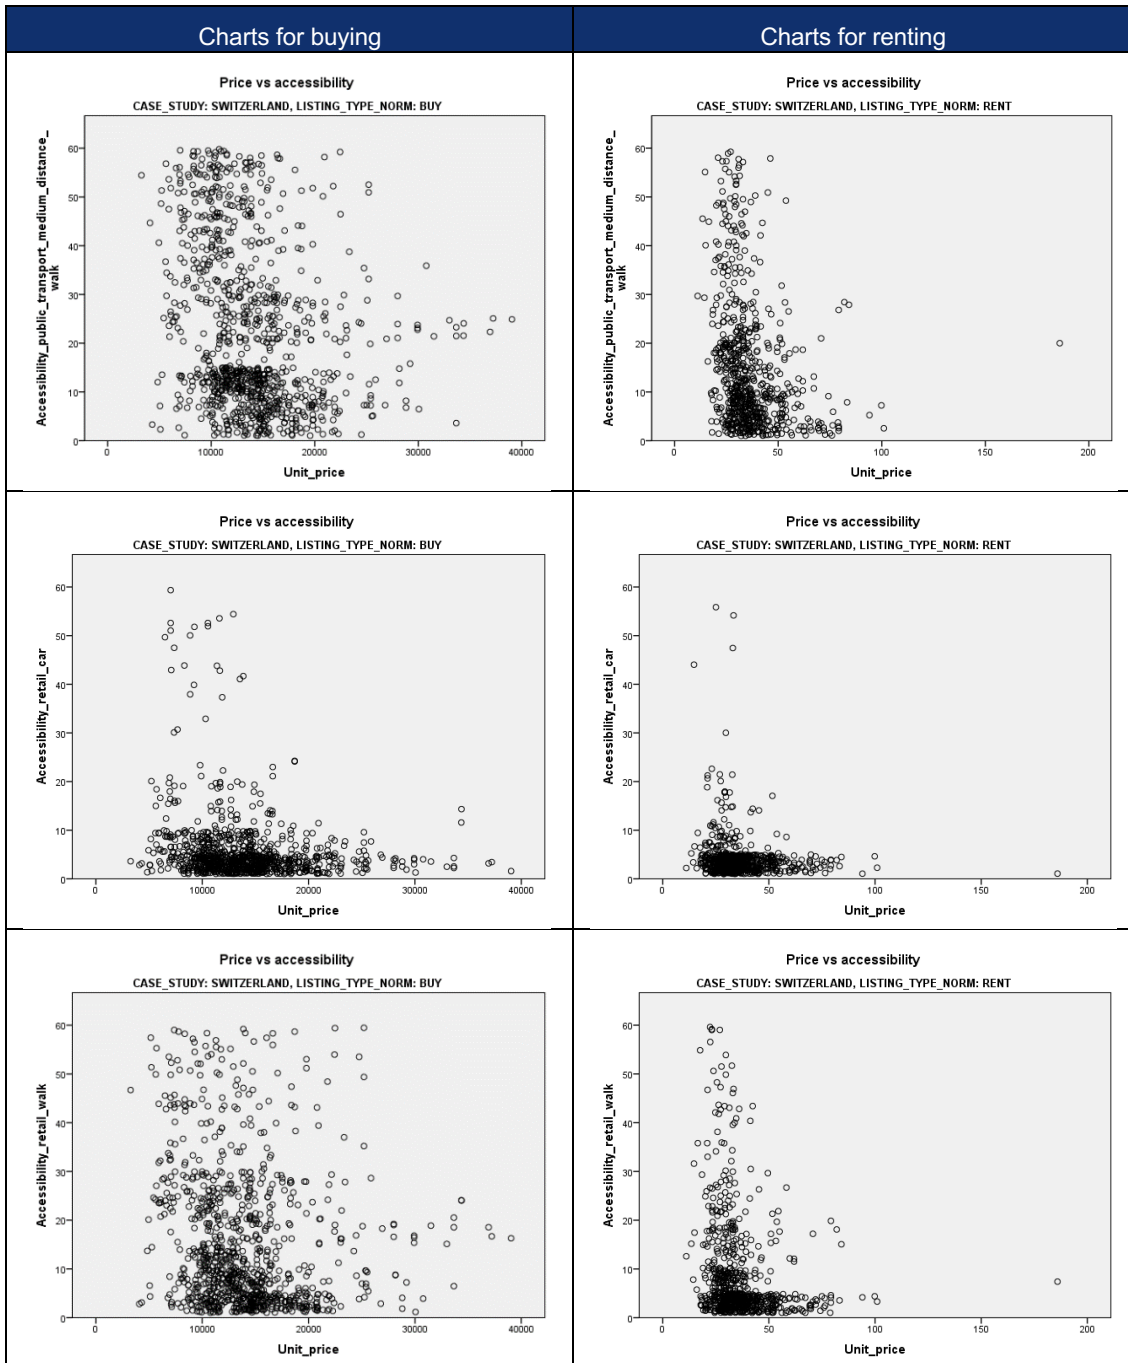 Charts for buying
Charts for renting
Price vs accessibility
CASE_STUDY: SWITZERLAND, LISTING_TYPE_NORM: BUY
Accessibility_public_transport_medium_distance_
walk
60
50
40
30
20
10
0
0 10000 20000 30000 40000
Unit_price
Price vs accessibility
CASE_STUDY: SWITZERLAND, LISTING_TYPE_NORM: RENT
Accessibility_public_transport_medium_distance_
walk
60
50
40
30
20
10
0
0 50 100 150 200
Unit_price
Price vs accessibility
CASE_STUDY: SWITZERLAND, LISTING_TYPE_NORM: BUY
Accessibility_retail_car
60
50
40
30
20
10
0
0 10000 20000 30000 40000
Unit_price
Price vs accessibility
CASE_STUDY: SWITZERLAND, LISTING_TYPE_NORM: RENT
Accessibility_retail_car
60
50
40
30
20
10
0
0 50 100 150 200
Unit_price
Price vs accessibility
CASE_STUDY: SWITZERLAND, LISTING_TYPE_NORM: BUY
Accessibility_retail_walk
60
50
40
30
20
10
0
0 10000 20000 30000 40000
Unit_price
Price vs accessibility
CASE_STUDY: SWITZERLAND, LISTING_TYPE_NORM: RENT
Accessibility_retail_walk
60
50
40
30
20
10
0
0 50 100 150 200
Unit_price